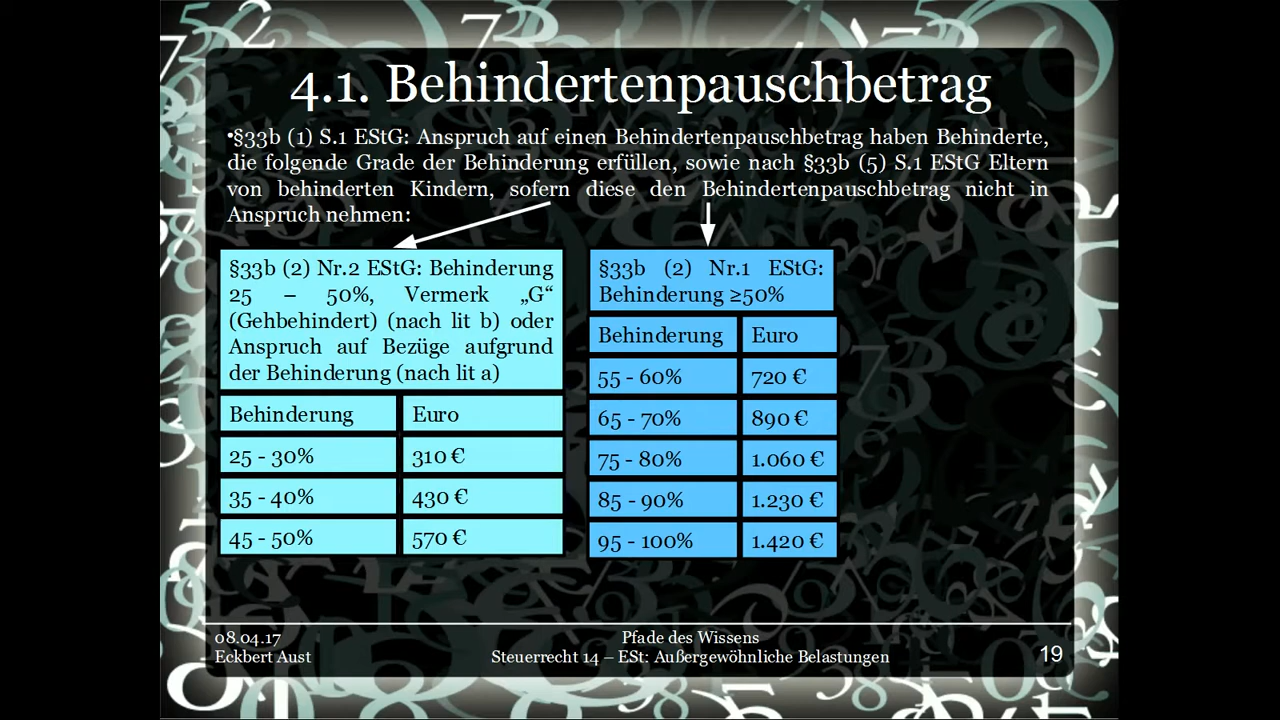 4.1. Behindertenpauschbetrag
•§33b (1) S.1 EStG: Anspruch auf einen Behindertenpauschbetrag haben Behinderte,
die folgende Grade der Behinderung erfüllen, sowie nach §33b (5) S.1 EStG Eltern
von behinderten Kindern, sofern diese den Behindertenpauschbetrag nicht in
Anspruch nehmen:
§33b (2) Nr.2 EStG: Behinderung
25 – 50%, Vermerk „G“
(Gehbehindert) (nach lit b) oder
Anspruch auf Bezüge aufgrund
der Behinderung (nach lit a)
Behinderung Euro
25 - 30% 310 €
35 - 40% 430 €
45 - 50% 570 €
§33b (2) Nr.1 EStG:
Behinderung ≥50%
Behinderung Euro
55 - 60% 720 €
65 - 70% 890 €
75 - 80% 1.060 €
85 - 90% 1.230 €
95 - 100% 1.420 €
08.04.17
Eckbert Aust
Pfade des Wissens
Steuerrecht 14 – ESt: Außergewöhnliche Belastungen
19